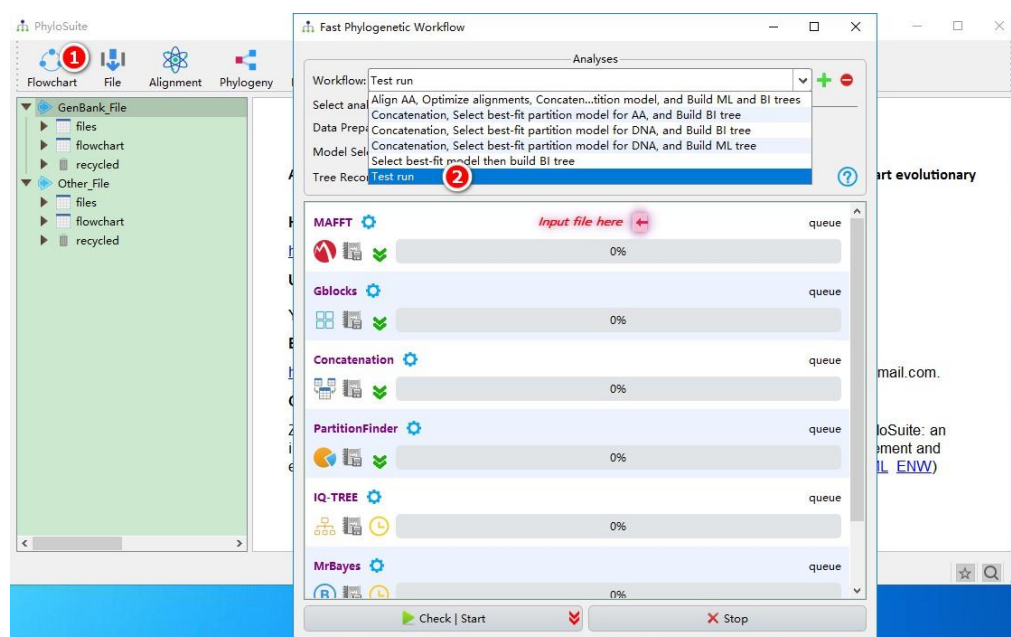 PhyloSuite
Flowchart
1
File
Alignment
Phylogeny
GenBank_File
files
flowchart
recycled
Other_File
files
flowchart
recycled
Fast Phylogenetic Workflow
Analyses
Workflow: Test run
Select anal
Align AA, Optimize alignments, Concaten...tition model, and Build ML and BI trees
Concatenation, Select best-fit partition model for AA, and Build BI tree
Data Prepa
Concatenation, Select best-fit partition model for DNA, and Build BI tree
Concatenation, Select best-fit partition model for DNA, and Build ML tree
Model Sele
Select best-fit model then build BI tree
Tree Recon
Test run
2
?
MAFFT
Input file here
queue
0%
Gblocks
queue
0%
Concatenation
queue
0%
PartitionFinder
queue
0%
IQ-TREE
queue
0%
MrBayes
queue
B
0%
Check | Start
Stop
art evolutionary
mail.com.
loSuite: an
ement and
ENW)